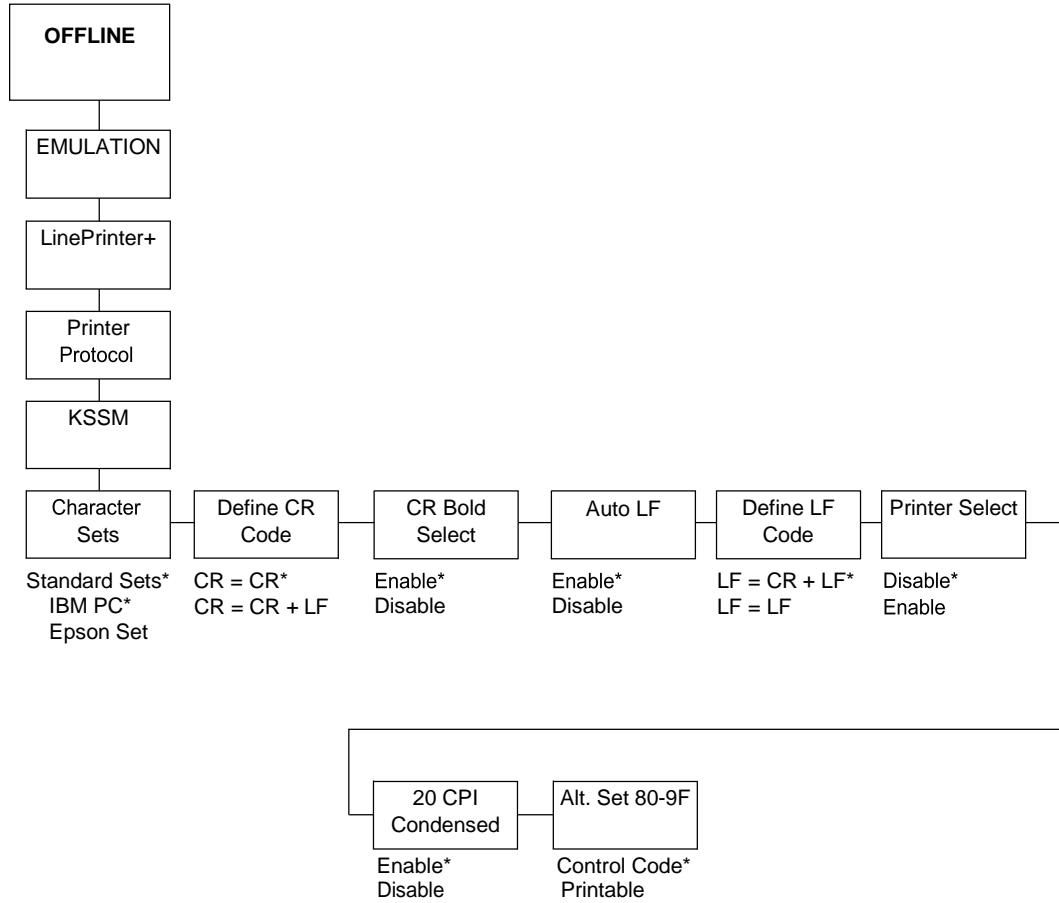 OFFLINE
EMULATION
LinePrinter+
Printer
Protocol
KSSM
Character
Sets
Standard Sets*
IBM PC*
Epson Set
Define CR
Code
CR = CR*
CR = CR + LF
CR Bold
Select
Enable*
Disable
Auto LF
Enable*
Disable
Define LF
Code
LF = CR + LF*
LF = LF
Printer Select
Disable*
Enable
20 CPI
Condensed
Enable*
Disable
Alt. Set 80-9F
Control Code*
Printable